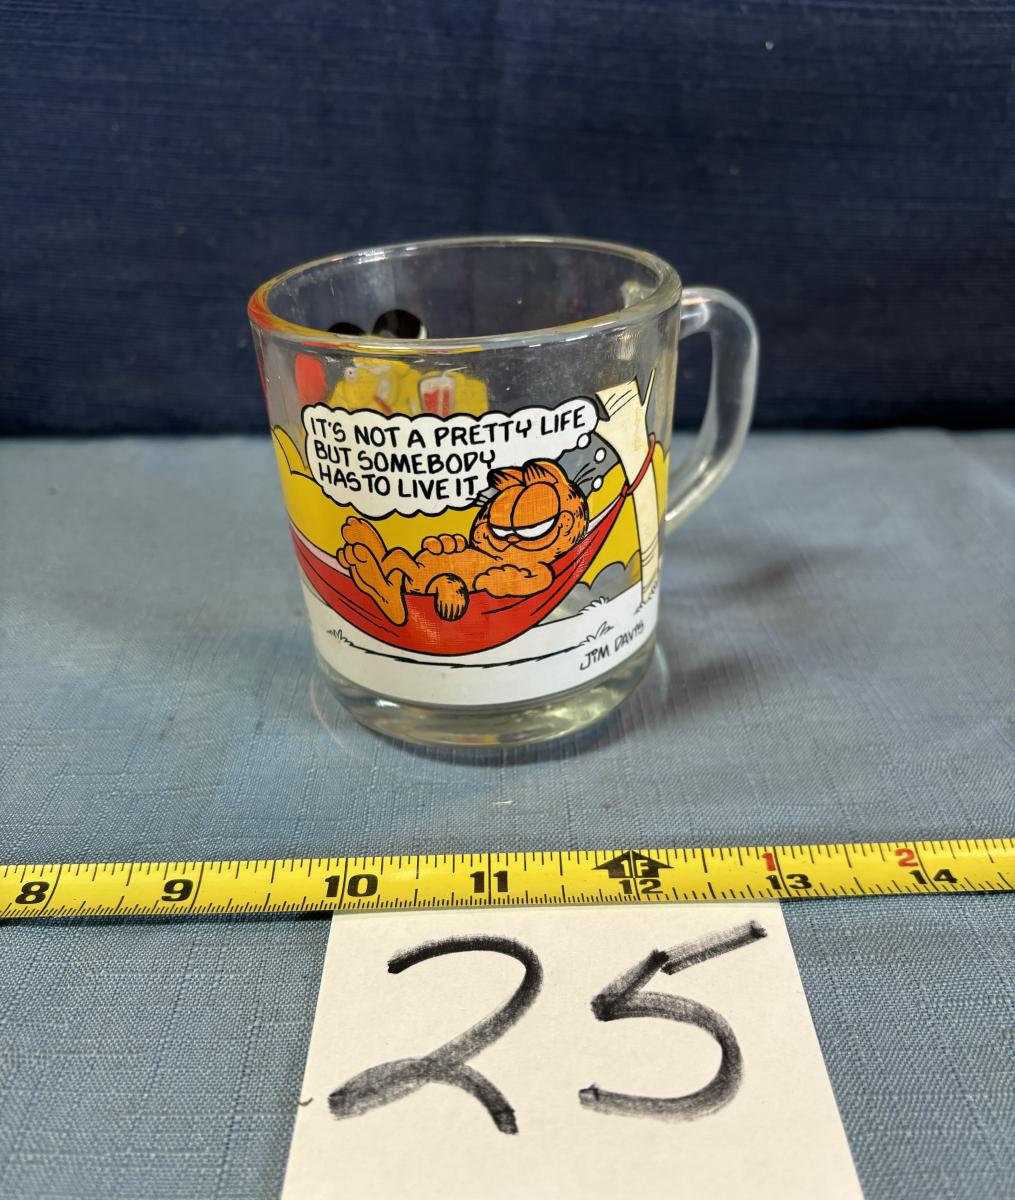 IT'S NOT A PRETTY LIFE
BUT SOMEBODY
HAS TO LIVE IT
JIM DAVIS
8 9 10 11 12 13 14
1 2
25